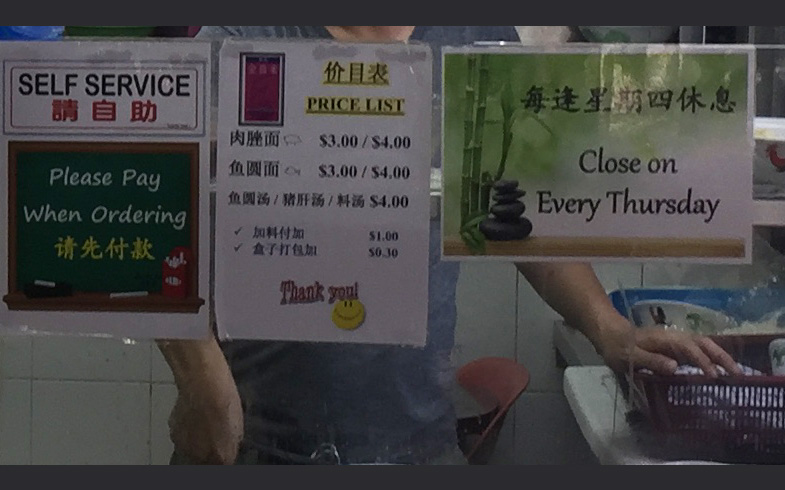 SELF SERVICE
請自助
Please Pay
When Ordering
请先付款
价目表
PRICE LIST
肉脞面 $3.00 / $4.00
鱼圆面 $3.00 / $4.00
鱼圆汤 / 猪肝汤 / 料汤 $4.00
✓ 加料付加 $1.00
✓ 盒子打包加 $0.30
Thank you!
每逢星期四休息
Close on
Every Thursday